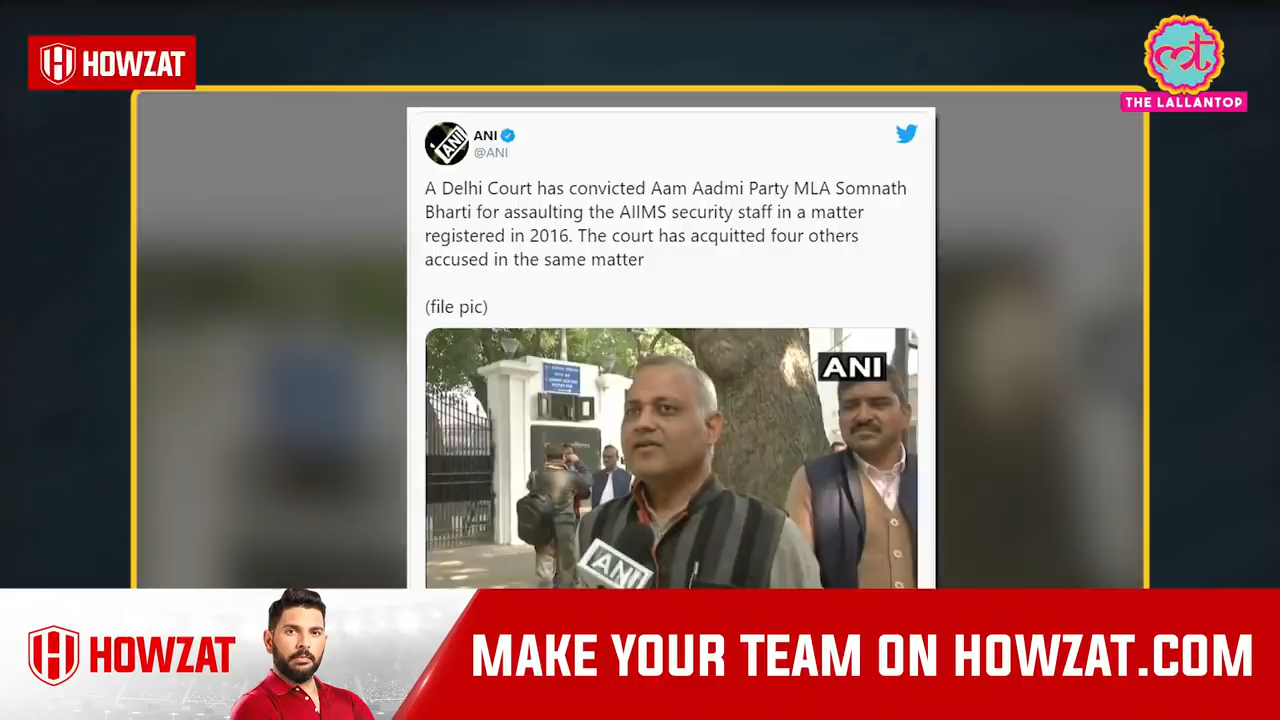 HOWZAT
मत
THE LALLANTOP
ANI
@ANI
A Delhi Court has convicted Aam Aadmi Party MLA Somnath
Bharti for assaulting the AIIMS security staff in a matter
registered in 2016. The court has acquitted four others
accused in the same matter
(file pic)
ANI
ANI
HOWZAT
MAKE YOUR TEAM ON HOWZAT.COM